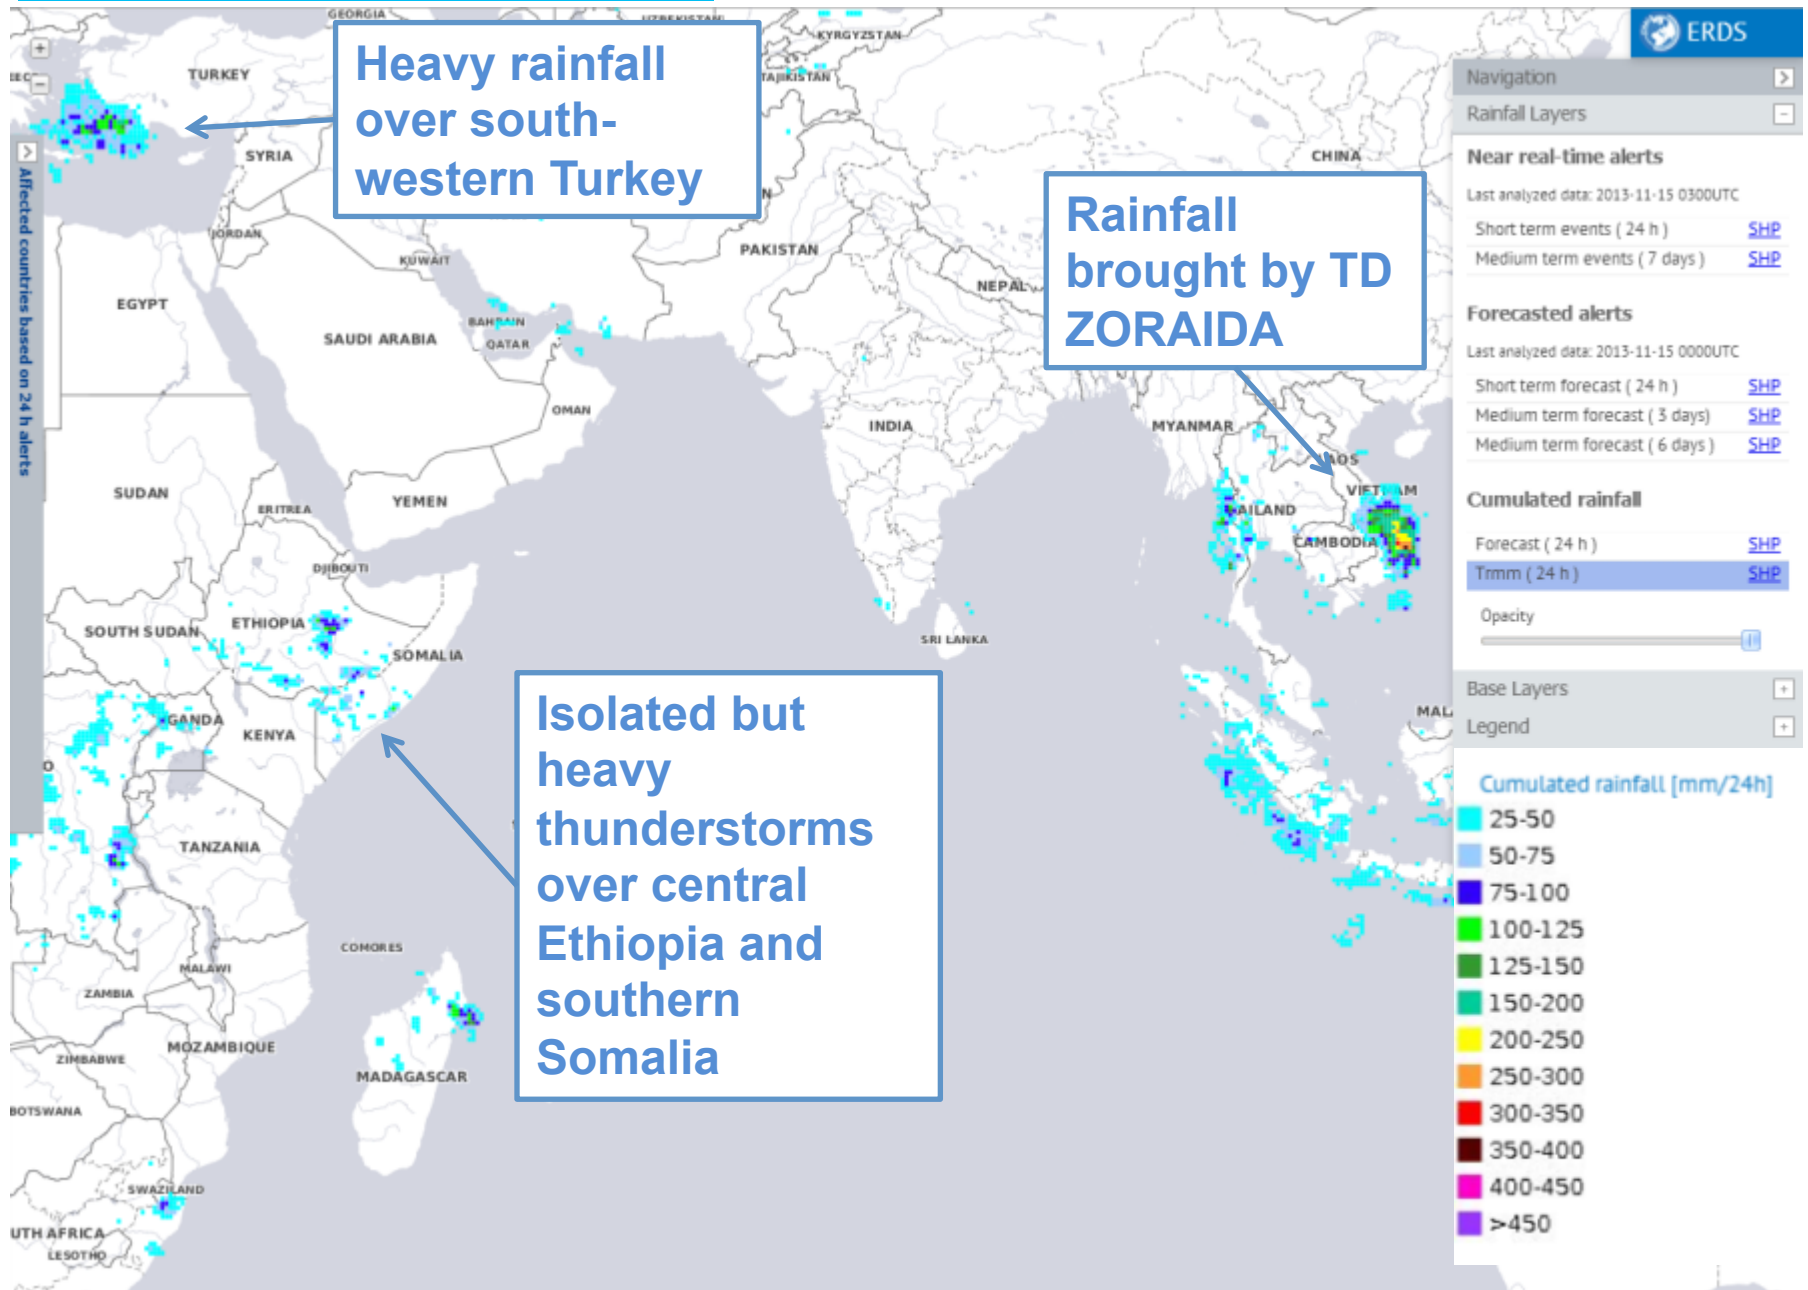 GEORGIA
UZBEKISTAN
KYRGYZSTAN
TAJIKISTAN
TURKEY
Heavy rainfall
over south-
western Turkey
SYRIA
JORDAN
KUWAIT
EGYPT
SAUDI ARABIA
BAHRAIN
QATAR
OMAN
PAKISTAN
NEPAL
CHINA
Rainfall
brought by TD
ZORAIDA
INDIA
MYANMAR
LAOS
VIETNAM
AILAND
CAMBODIA
SUDAN
ERITREA
YEMEN
DJIBOUTI
SOUTH SUDAN
ETHIOPIA
SOMALIA
SRI LANKA
GANDA
KENYA
MAL
O
TANZANIA
Isolated but
heavy
thunderstorms
over central
Ethiopia and
southern
Somalia
COMORES
MALAWI
ZAMBIA
ZIMBABWE
MOZAMBIQUE
MADAGASCAR
BOTSWANA
SWAZILAND
UTH AFRICA
LESOTHO
Affected countries based on 24 h alerts
ERDS
Navigation
Rainfall Layers
Near real-time alerts
Last analyzed data: 2013-11-15 0300UTC
Short term events ( 24 h ) SHP
Medium term events ( 7 days ) SHP
Forecasted alerts
Last analyzed data: 2013-11-15 0000UTC
Short term forecast ( 24 h ) SHP
Medium term forecast ( 3 days) SHP
Medium term forecast ( 6 days ) SHP
Cumulated rainfall
Forecast ( 24 h ) SHP
Trmm ( 24 h ) SHP
Opacity
Base Layers
Legend
Cumulated rainfall [mm/24h]
25-50
50-75
75-100
100-125
125-150
150-200
200-250
250-300
300-350
350-400
400-450
>450